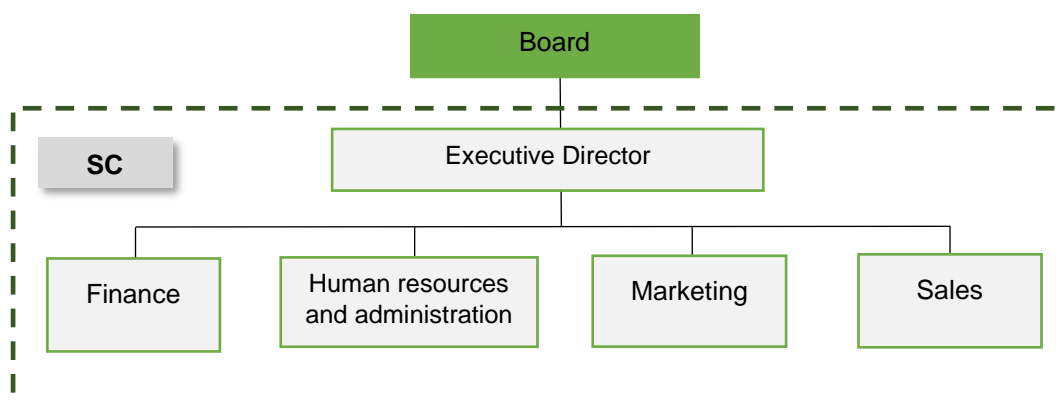 Board
SC
Executive Director
Finance
Human resources
and administration
Marketing
Sales